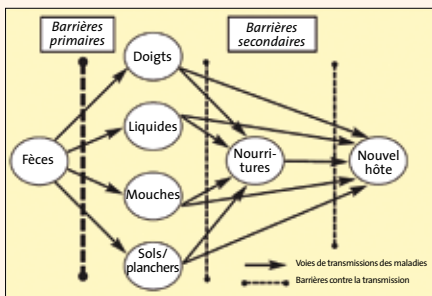 Barrières
primaires
Barrières
secondaires
Doigts
Liquides
Fèces
Nourri-
tures
Nouvel
hôte
Mouches
Sols/
planchers
Voies de transmissions des maladies
Barrières contre la transmission